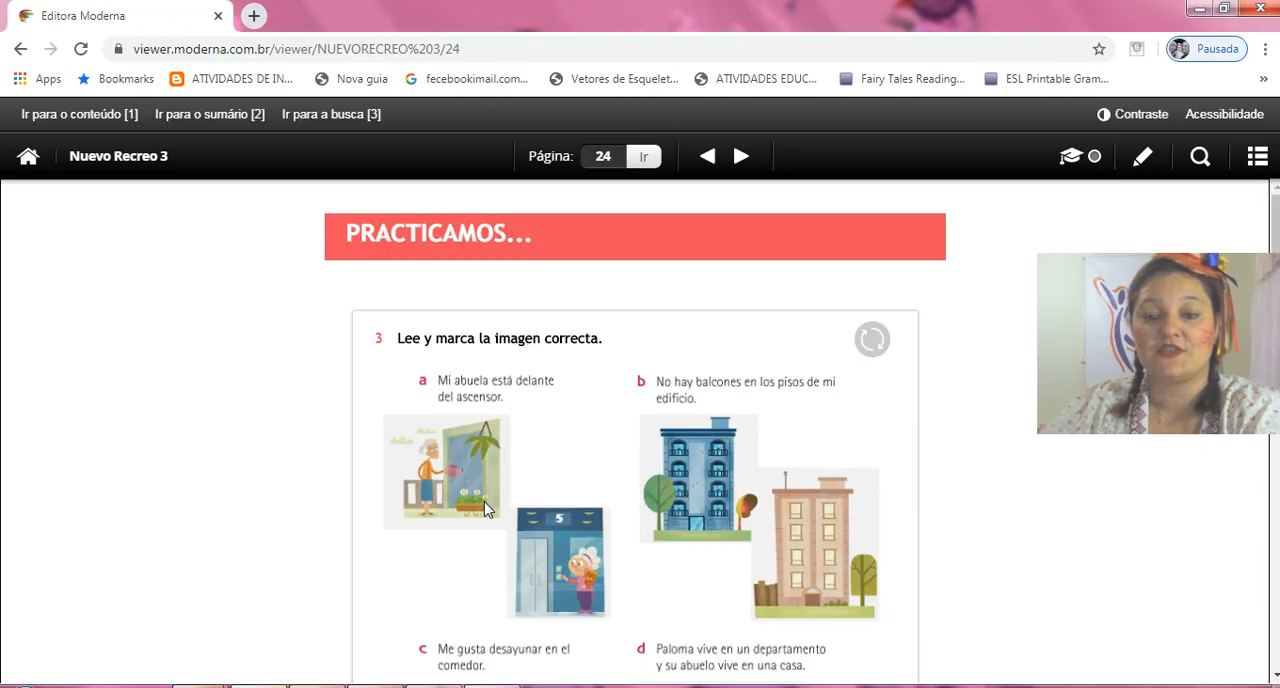 Editora Moderna
viewer.moderna.com.br/viewer/NUEVORECREO%203/24
Pausada
Apps
Bookmarks
ATIVIDADES DE IN...
Nova guia
fecebookimail.com...
Vetores de Esquelet...
ATIVIDADES EDUC...
Fairy Tales Reading...
ESL Printable Gram...
»
Ir para o conteúdo [1]
Ir para o sumário [2]
Ir para a busca [3]
Contraste
Acessibilidade
Nuevo Recreo 3
Página:
24
Ir
PRACTICAMOS...
3 Lee y marca la imagen correcta.
a Mi abuela está delante
del ascensor.
b No hay balcones en los pisos de mi
edificio.
5
c Me gusta desayunar en el
comedor.
d Paloma vive en un departamento
y su abuelo vive en una casa.